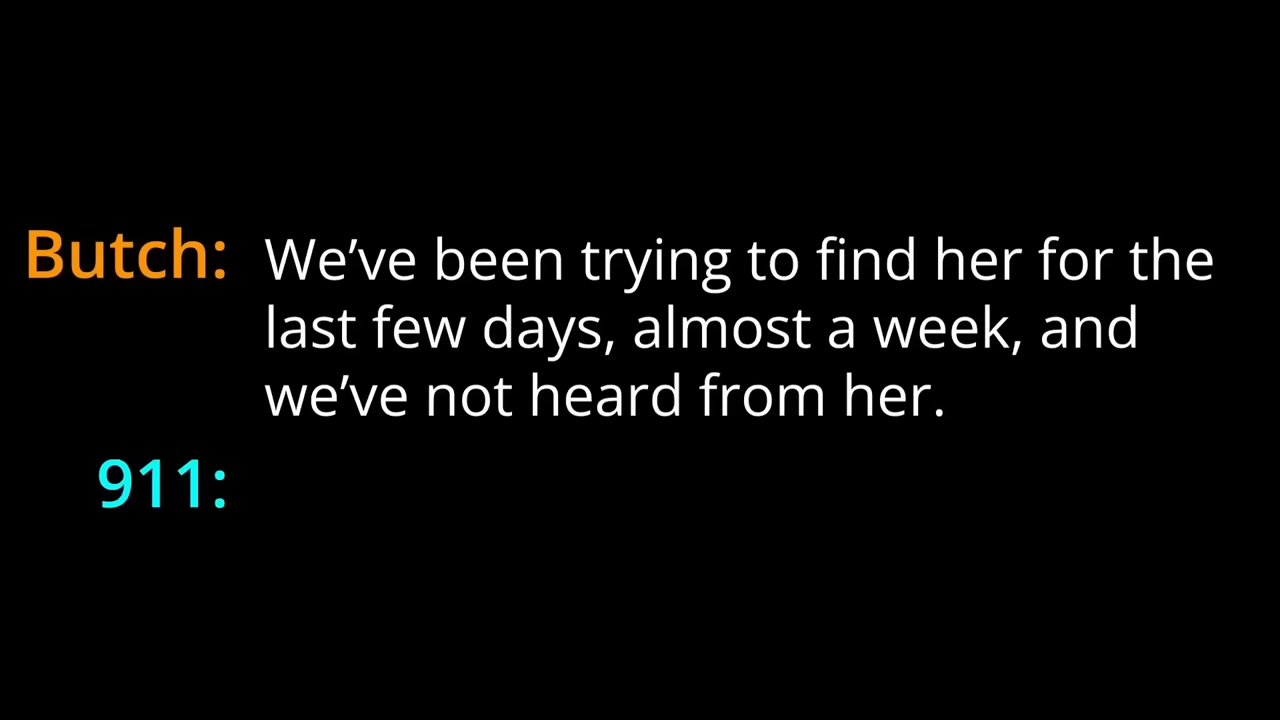 Butch: We’ve been trying to find her for the
last few days, almost a week, and
we’ve not heard from her.
911: